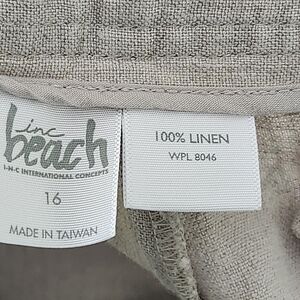 inc
beach
I·N·C INTERNATIONAL CONCEPTS
16
MADE IN TAIWAN
100% LINEN
WPL 8046